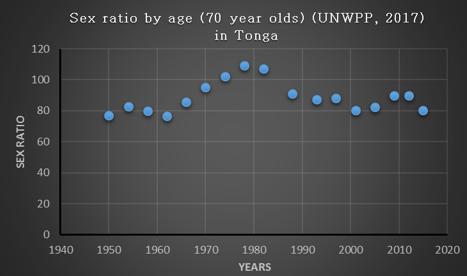 Sex ratio by age (70 year olds) (UNWPP, 2017)
in Tonga
120
100
80
60
40
20
0
SEX RATIO
1940 1950 1960 1970 1980 1990 2000 2010 2020
YEARS